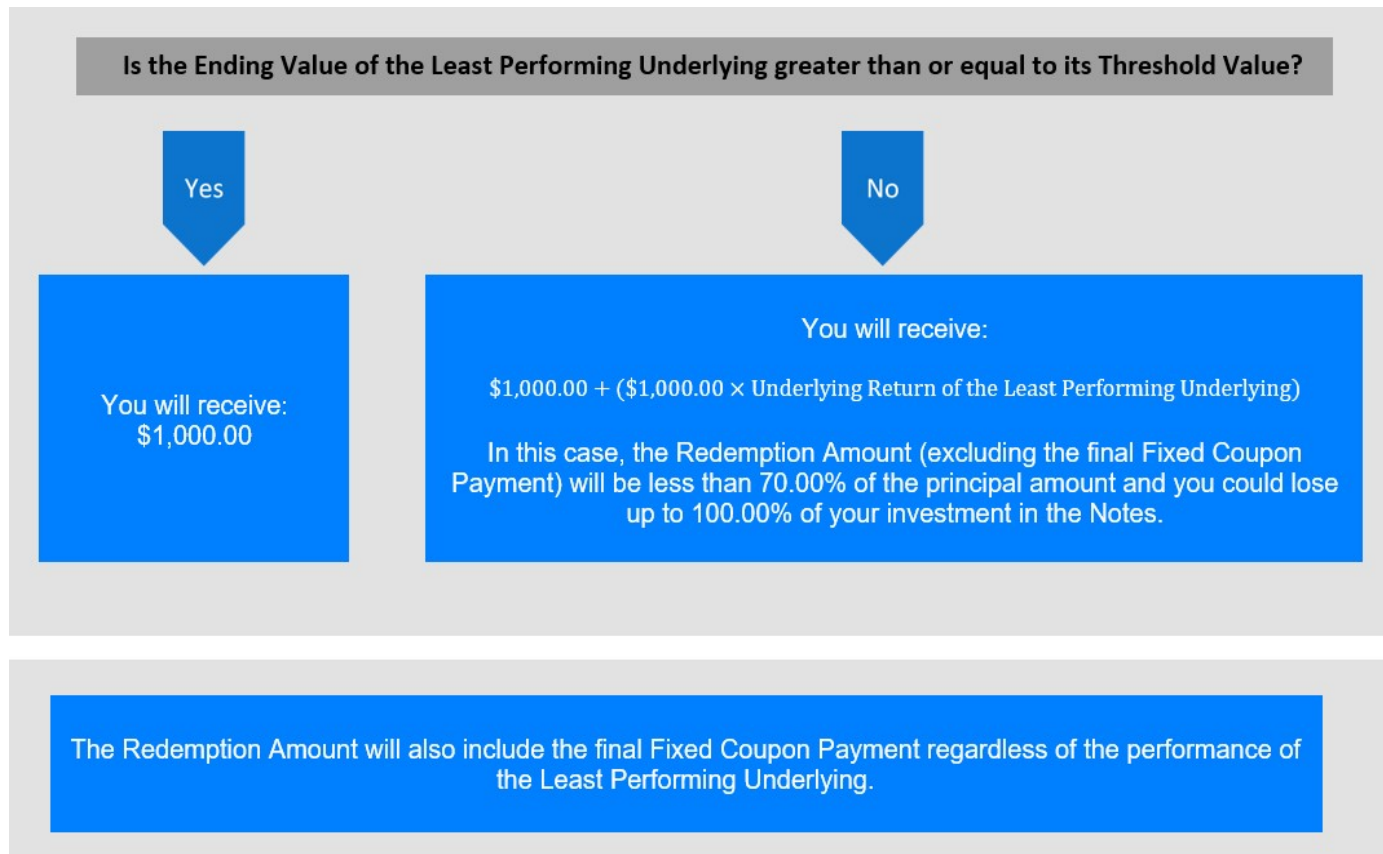 Is the Ending Value of the Least Performing Underlying greater than or equal to its Threshold Value?
Yes
No
You will receive:
$1,000.00
You will receive:
$1,000.00 + ($1,000.00 × Underlying Return of the Least Performing Underlying)
In this case, the Redemption Amount (excluding the final Fixed Coupon
Payment) will be less than 70.00% of the principal amount and you could lose
up to 100.00% of your investment in the Notes.
The Redemption Amount will also include the final Fixed Coupon Payment regardless of the performance of
the Least Performing Underlying.